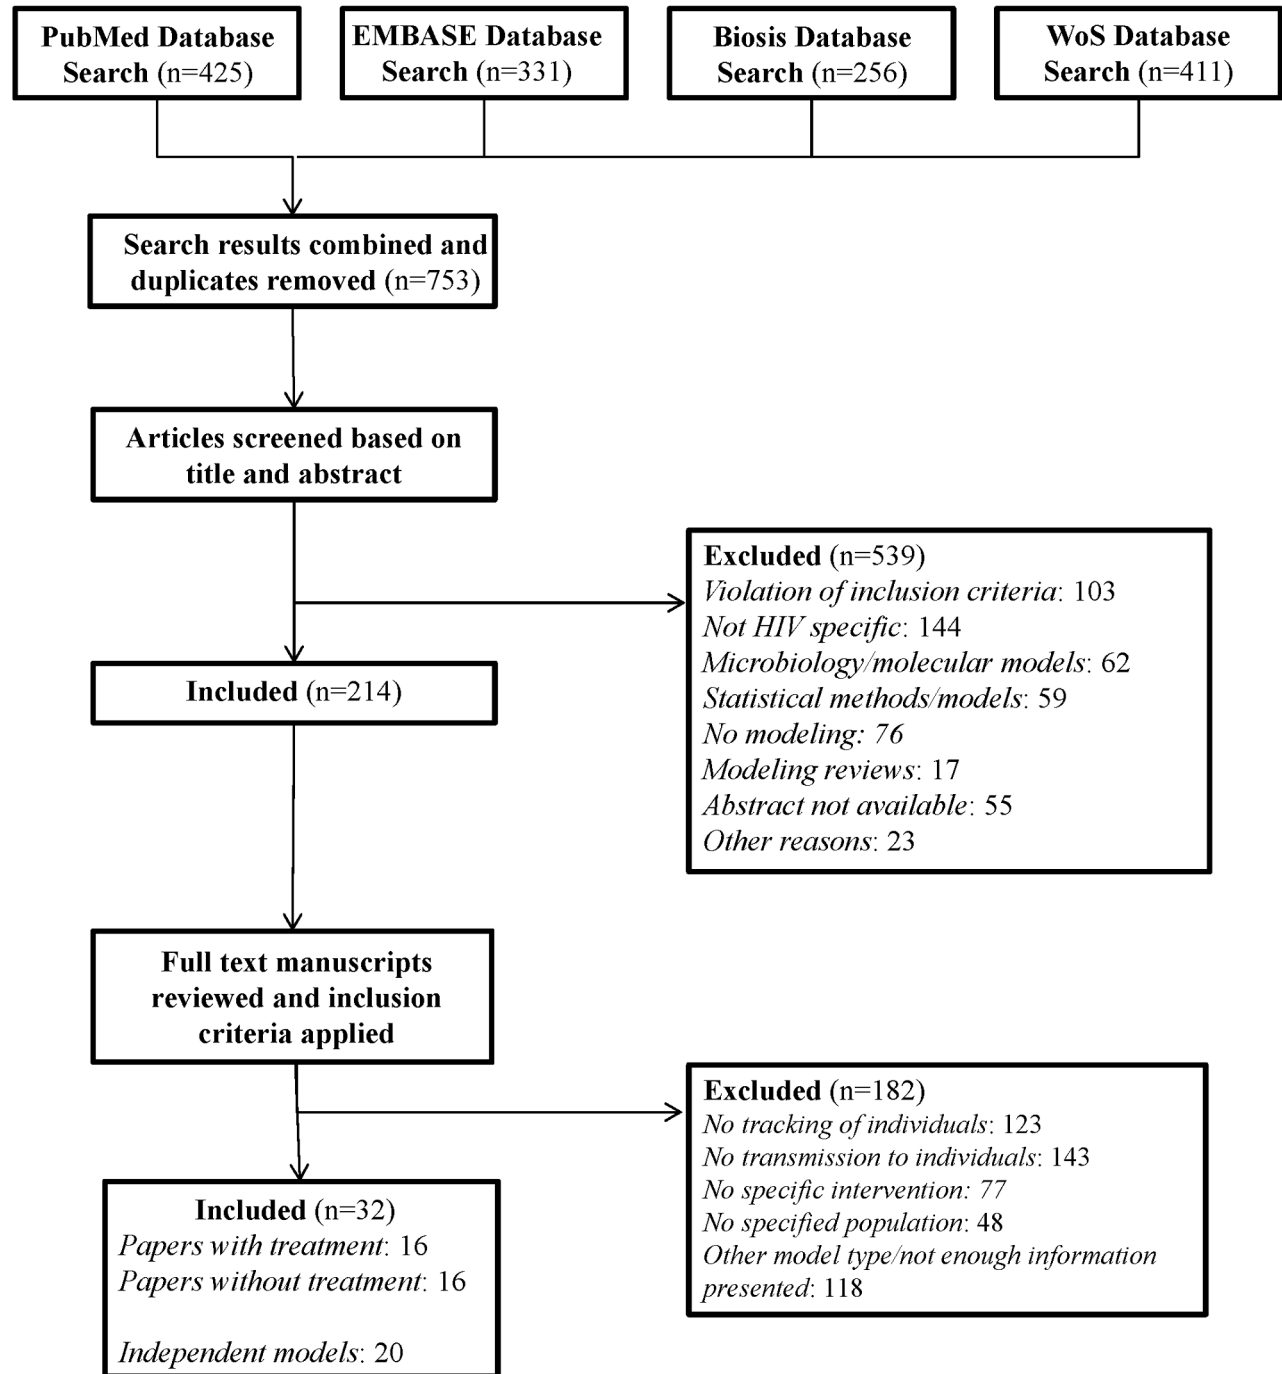 PubMed Database
Search (n=425)
EMBASE Database
Search (n=331)
Biosis Database
Search (n=256)
WoS Database
Search (n=411)
Search results combined and
duplicates removed (n=753)
Articles screened based on
title and abstract
Excluded (n=539)
Violation of inclusion criteria: 103
Not HIV specific: 144
Microbiology/molecular models: 62
Statistical methods/models: 59
No modeling: 76
Modeling reviews: 17
Abstract not available: 55
Other reasons: 23
Included (n=214)
Full text manuscripts
reviewed and inclusion
criteria applied
Excluded (n=182)
No tracking of individuals: 123
No transmission to individuals: 143
No specific intervention: 77
No specified population: 48
Other model type/not enough information
presented: 118
Included (n=32)
Papers with treatment: 16
Papers without treatment: 16
Independent models: 20